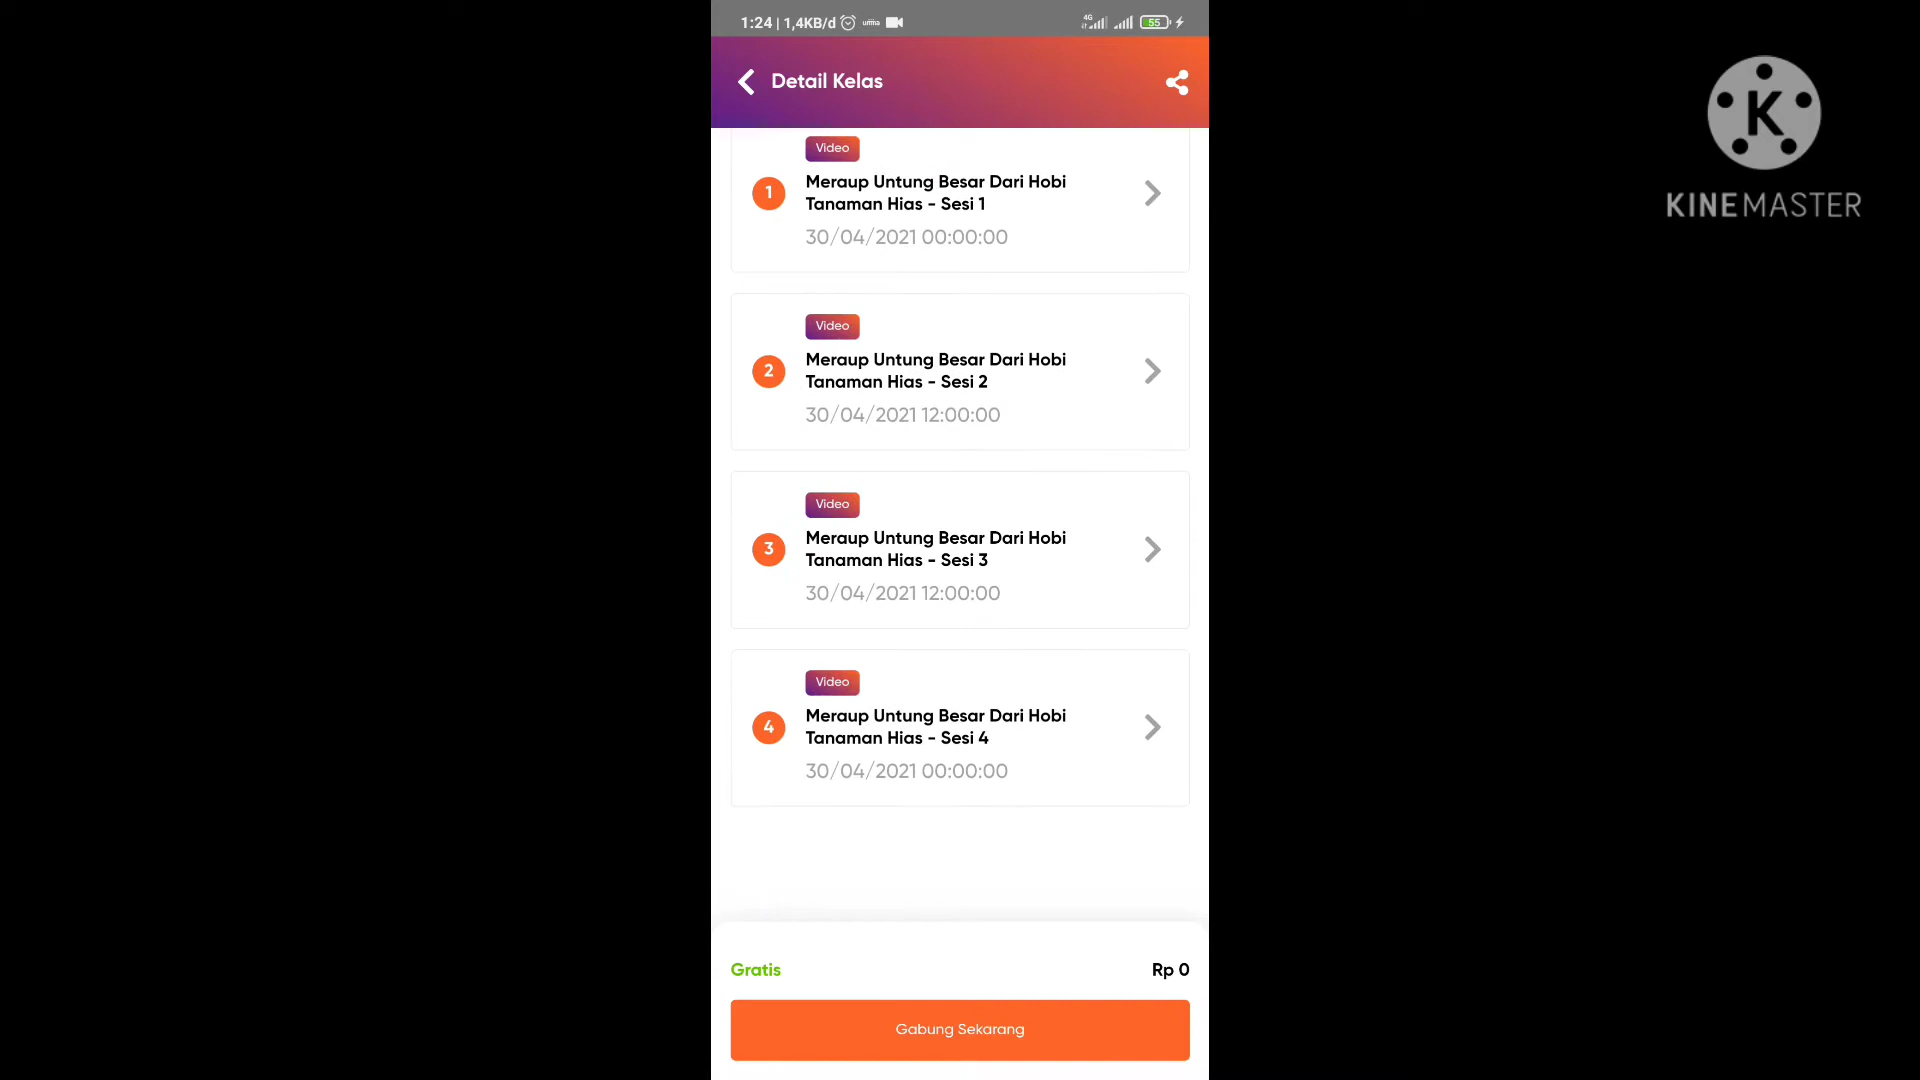 1:24 | 1,4KB/d
4G
55
Detail Kelas
K
KINEMASTER
Video
1
Meraup Untung Besar Dari Hobi
Tanaman Hias - Sesi 1
30/04/2021 00:00:00
Video
2
Meraup Untung Besar Dari Hobi
Tanaman Hias - Sesi 2
30/04/2021 12:00:00
Video
3
Meraup Untung Besar Dari Hobi
Tanaman Hias - Sesi 3
30/04/2021 12:00:00
Video
4
Meraup Untung Besar Dari Hobi
Tanaman Hias - Sesi 4
30/04/2021 00:00:00
Gratis
Rp 0
Gabung Sekarang